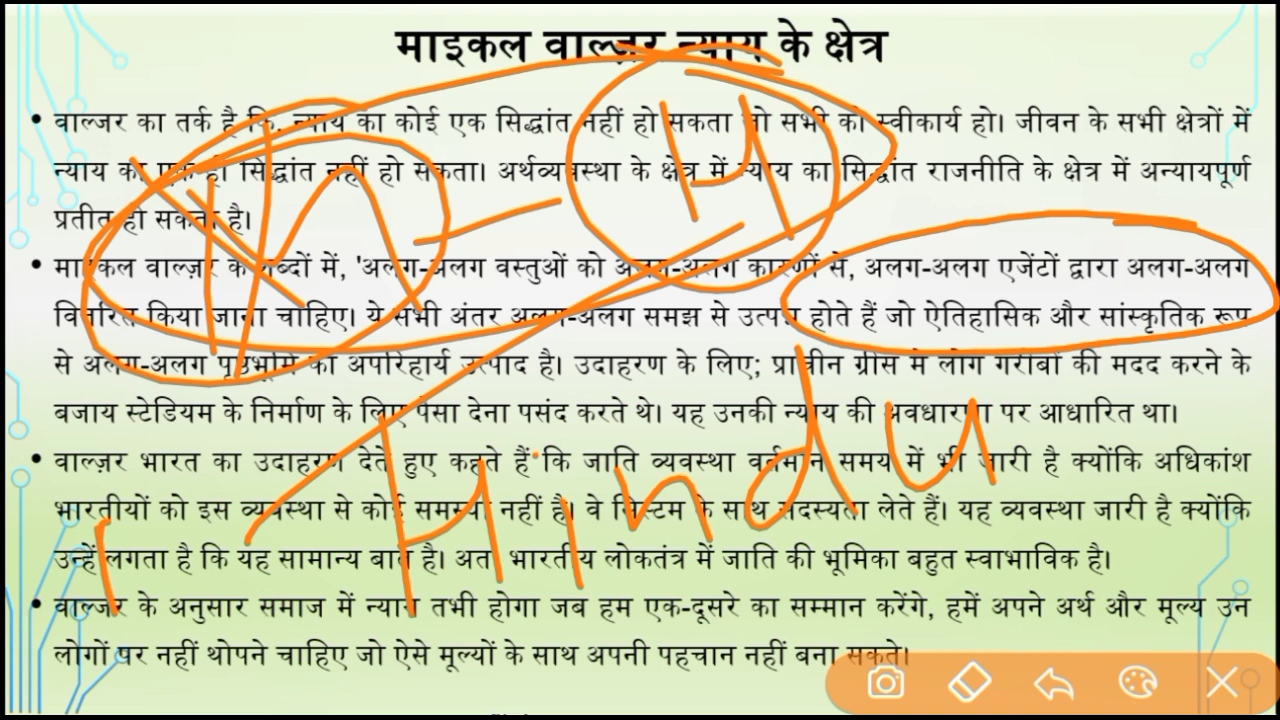 माइकल वाल्ज़र न्याय के क्षेत्र
• वाल्जर का तर्क है कि, न्याय का कोई एक सिद्धांत नहीं हो सकता जो सभी को स्वीकार्य हो। जीवन के सभी क्षेत्रों में
न्याय का एक ही सिद्धांत नहीं हो सकता। अर्थव्यवस्था के क्षेत्र में न्याय का सिद्धांत राजनीति के क्षेत्र में अन्यायपूर्ण
प्रतीत हो सकता है।
• माइकल वाल्ज़र के शब्दों में, 'अलग-अलग वस्तुओं को अलग-अलग कारणों से, अलग-अलग एजेंटों द्वारा अलग-अलग
वितरित किया जाना चाहिए। ये सभी अंतर अलग-अलग समझ से उत्पन्न होते हैं जो ऐतिहासिक और सांस्कृतिक रूप
से अलग-अलग पृष्ठभूमि का अपरिहार्य उत्पाद है। उदाहरण के लिए; प्राचीन ग्रीस में लोग गरीबों की मदद करने के
बजाय स्टेडियम के निर्माण के लिए पैसा देना पसंद करते थे। यह उनकी न्याय की अवधारणा पर आधारित था।
• वाल्ज़र भारत का उदाहरण देते हुए कहते हैं कि जाति व्यवस्था वर्तमान समय में भी जारी है क्योंकि अधिकांश
भारतीयों को इस व्यवस्था से कोई समस्या नहीं है। वे सिस्टम के साथ सदस्यता लेते हैं। यह व्यवस्था जारी है क्योंकि
उन्हें लगता है कि यह सामान्य बात है। अतः भारतीय लोकतंत्र में जाति की भूमिका बहुत स्वाभाविक है।
Hindu
• वाल्जर के अनुसार समाज में न्याय तभी होगा जब हम एक-दूसरे का सम्मान करेंगे, हमें अपने अर्थ और मूल्य उन
लोगों पर नहीं थोपने चाहिए जो ऐसे मूल्यों के साथ अपनी पहचान नहीं बना सकते।